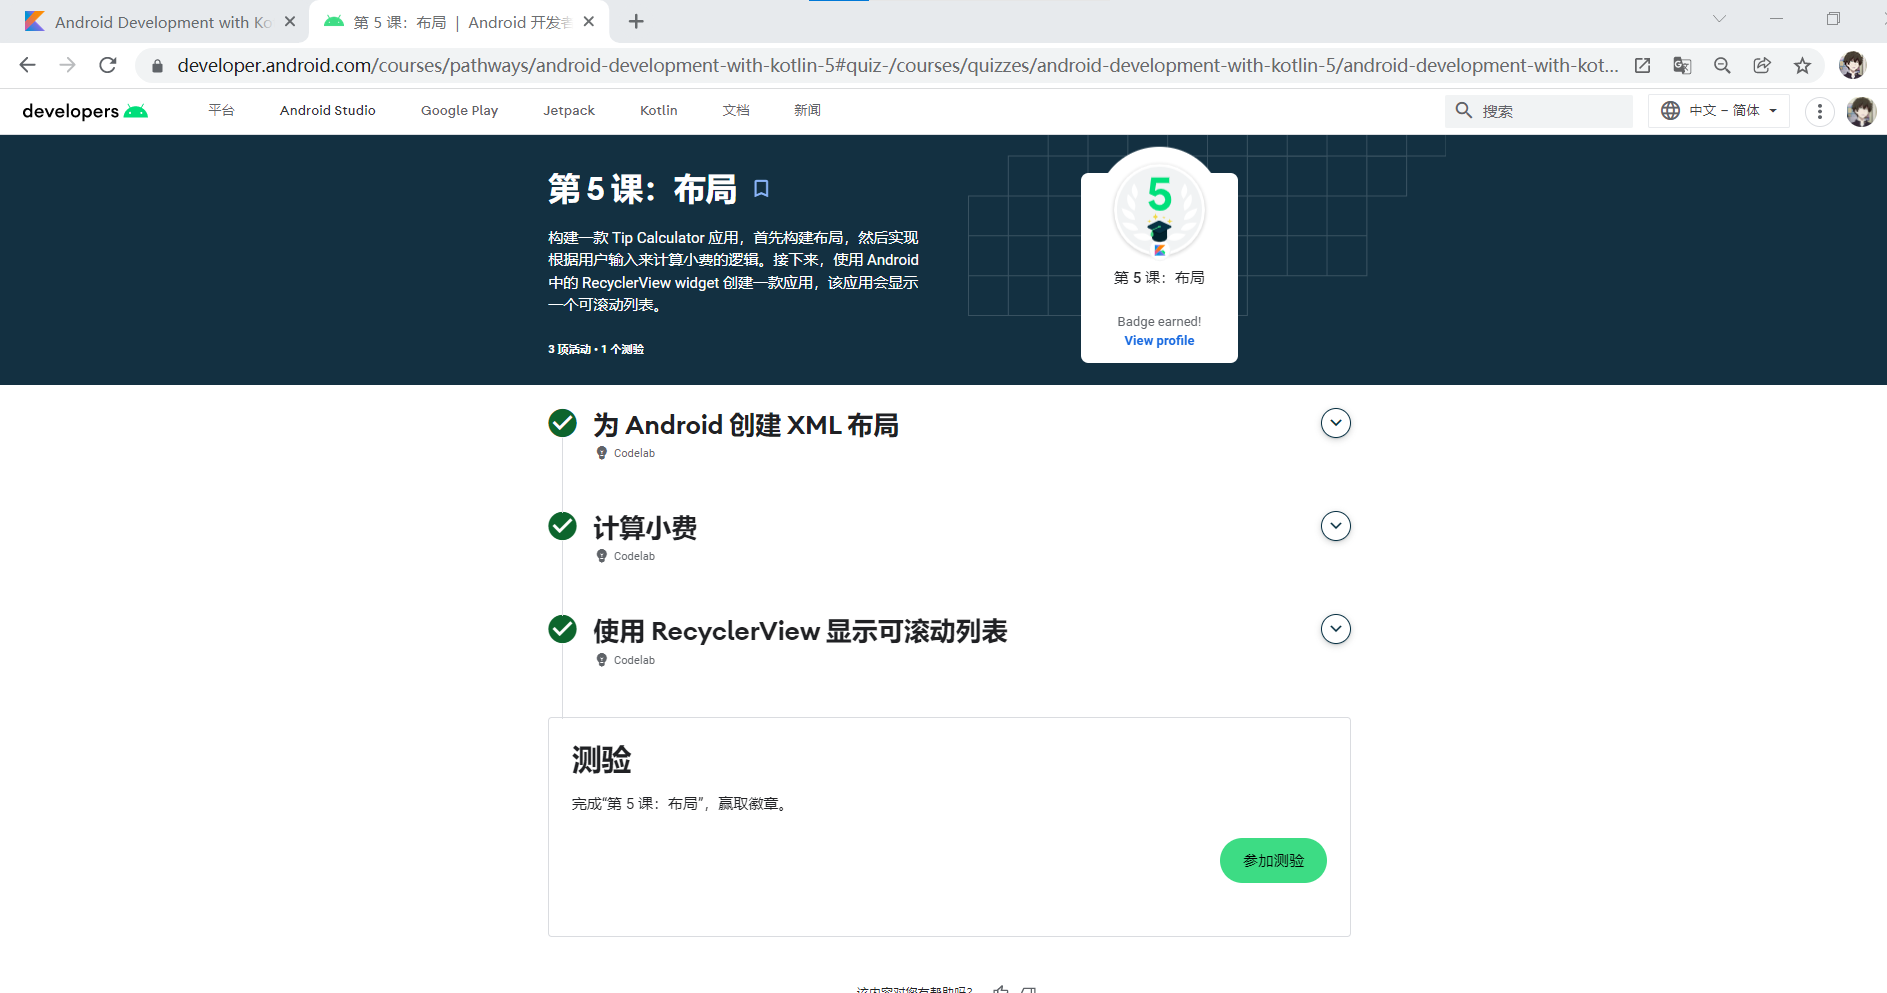 Android Development with Ko
第 5 课：布局 | Android 开发者
developer.android.com/courses/pathways/android-development-with-kotlin-5#quiz-/courses/quizzes/android-development-with-kotlin-5/android-development-with-kot...
developers
平台
Android Studio
Google Play
Jetpack
Kotlin
文档
新闻
搜索
中文 – 简体
第 5 课：布局
构建一款 Tip Calculator 应用，首先构建布局，然后实现
根据用户输入来计算小费的逻辑。接下来，使用 Android
中的 RecyclerView widget 创建一款应用，该应用会显示
一个可滚动列表。
3 项活动 • 1 个测验
5
第 5 课：布局
Badge earned!
View profile
为 Android 创建 XML 布局
Codelab
计算小费
Codelab
使用 RecyclerView 显示可滚动列表
Codelab
测验
完成“第 5 课：布局”，赢取徽章。
参加测验
该内容对您有帮助吗？